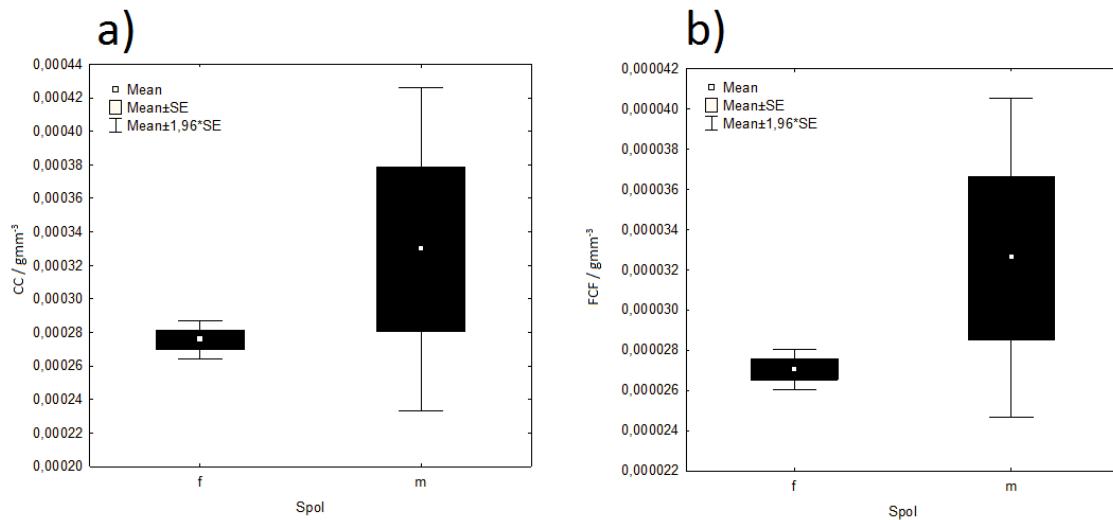 a)
0,00044
0,00042
0,00040
0,00038
0,00036
0,00034
0,00032
0,00030
0,00028
0,00026
0,00024
0,00022
0,00020
CC / gmm⁻³
Mean
Mean±SE
Mean±1,96*SE
f
m
Spol
b)
0,000042
0,000040
0,000038
0,000036
0,000034
0,000032
0,000030
0,000028
0,000026
0,000024
0,000022
FCF / gmm⁻³
Mean
Mean±SE
Mean±1,96*SE
f
m
Spol